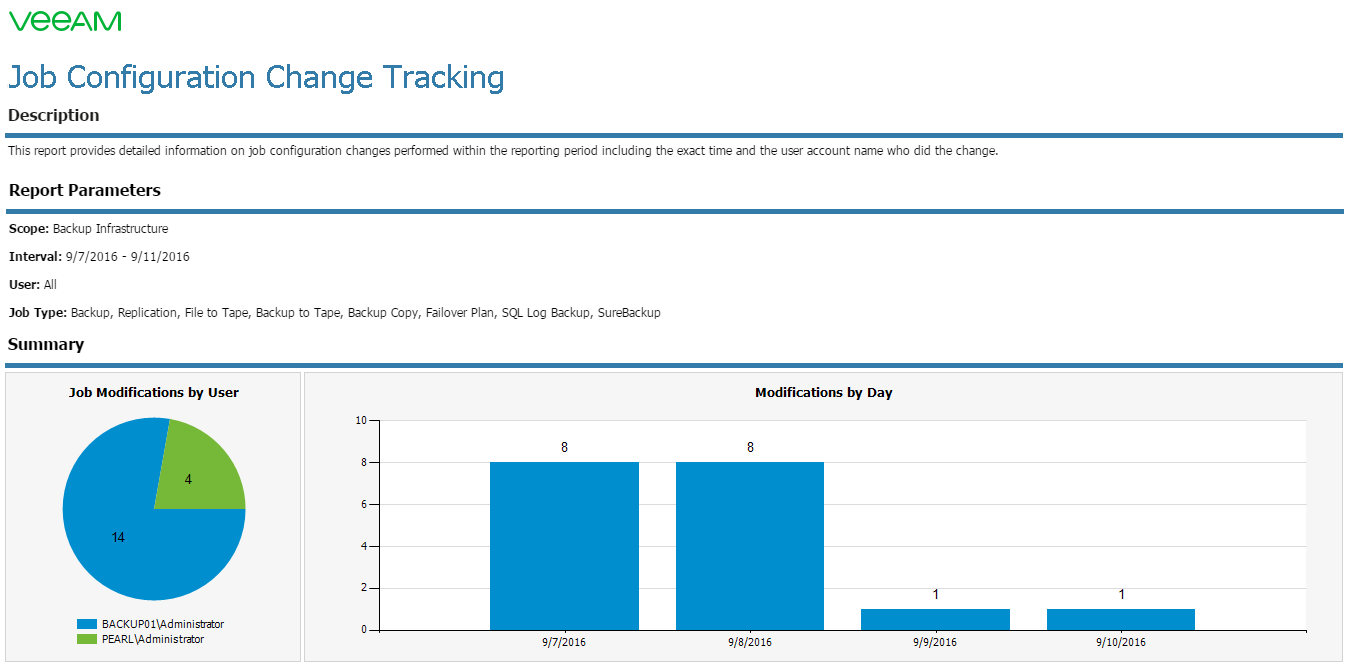 veeAM
Job Configuration Change Tracking
Description
This report provides detailed information on job configuration changes performed within the reporting period including the exact time and the user account name who did the change.
Report Parameters
Scope: Backup Infrastructure
Interval: 9/7/2016 - 9/11/2016
User: All
Job Type: Backup, Replication, File to Tape, Backup to Tape, Backup Copy, Failover Plan, SQL Log Backup, SureBackup
Summary
Job Modifications by User
4
14
BACKUP01\Administrator
PEARL\Administrator
Modifications by Day
10
8
6
4
2
0
8
8
1
1
9/7/2016
9/8/2016
9/9/2016
9/10/2016